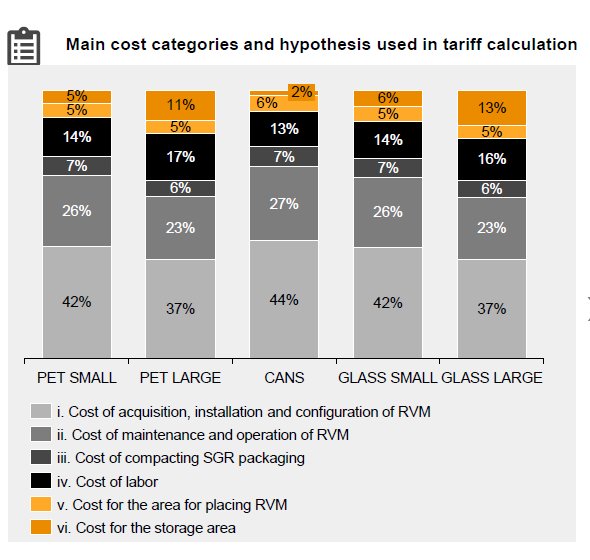 Main cost categories and hypothesis used in tariff calculation
5% 11% 2% 6% 13%
5% 5% 6% 5% 5%
14% 17% 13% 14% 16%
7% 6% 7% 7% 6%
26% 23% 27% 26% 23%
42% 37% 44% 42% 37%
PET SMALL PET LARGE CANS GLASS SMALL GLASS LARGE
i. Cost of acquisition, installation and configuration of RVM
ii. Cost of maintenance and operation of RVM
iii. Cost of compacting SGR packaging
iv. Cost of labor
v. Cost for the area for placing RVM
vi. Cost for the storage area